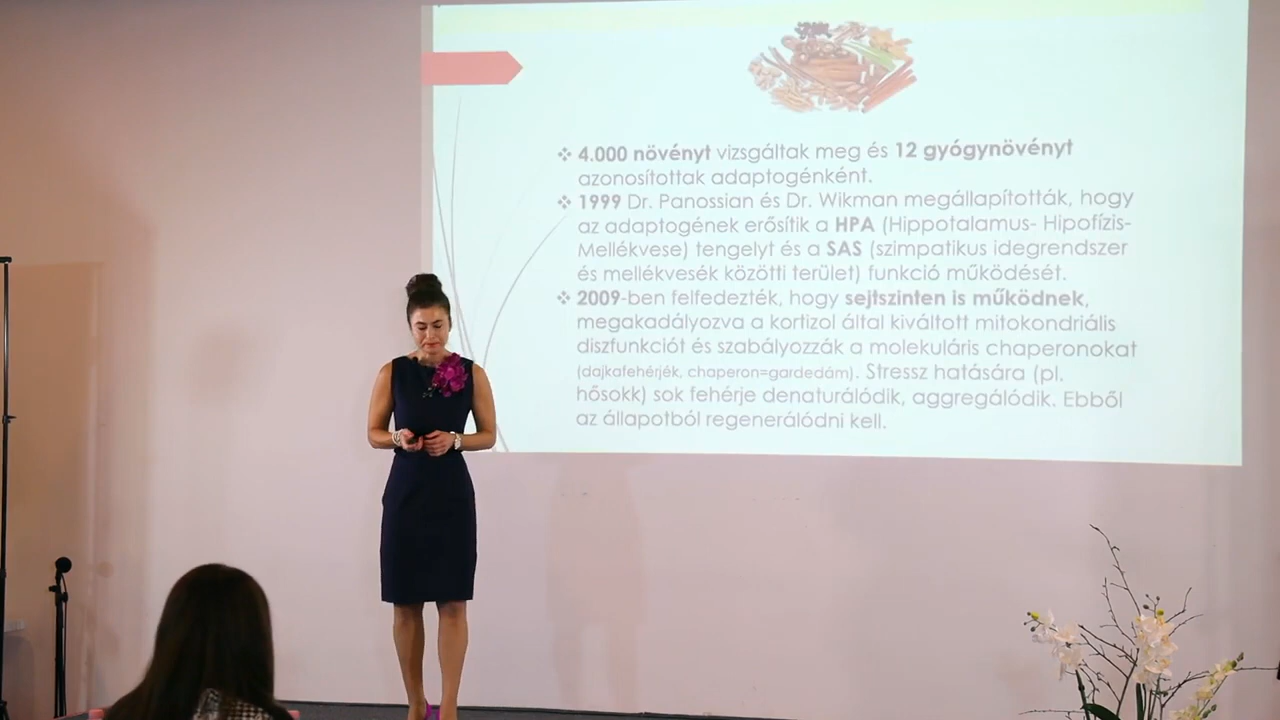 ❖ 4.000 növényt vizsgáltak meg és 12 gyógynövényt
azonosítottak adaptogénként.
❖ 1999 Dr. Panossian és Dr. Wikman megállapították, hogy
az adaptogének erősítik a HPA (Hippotalamus- Hipofízis-
Mellékvese) tengelyt és a SAS (szimpatikus idegrendszer
és mellékvesék közötti terület) funkció működését.
❖ 2009-ben felfedezték, hogy sejtszinten is működnek,
megakadályozva a kortizol által kiváltott mitokondriális
diszfunkciót és szabályozzák a molekuláris chaperonokat
(dajkafehérjék, chaperon=gardedám). Stressz hatására (pl.
hősokk) sok fehérje denaturálódik, aggregálódik. Ebből
az állapotból regenerálódni kell.